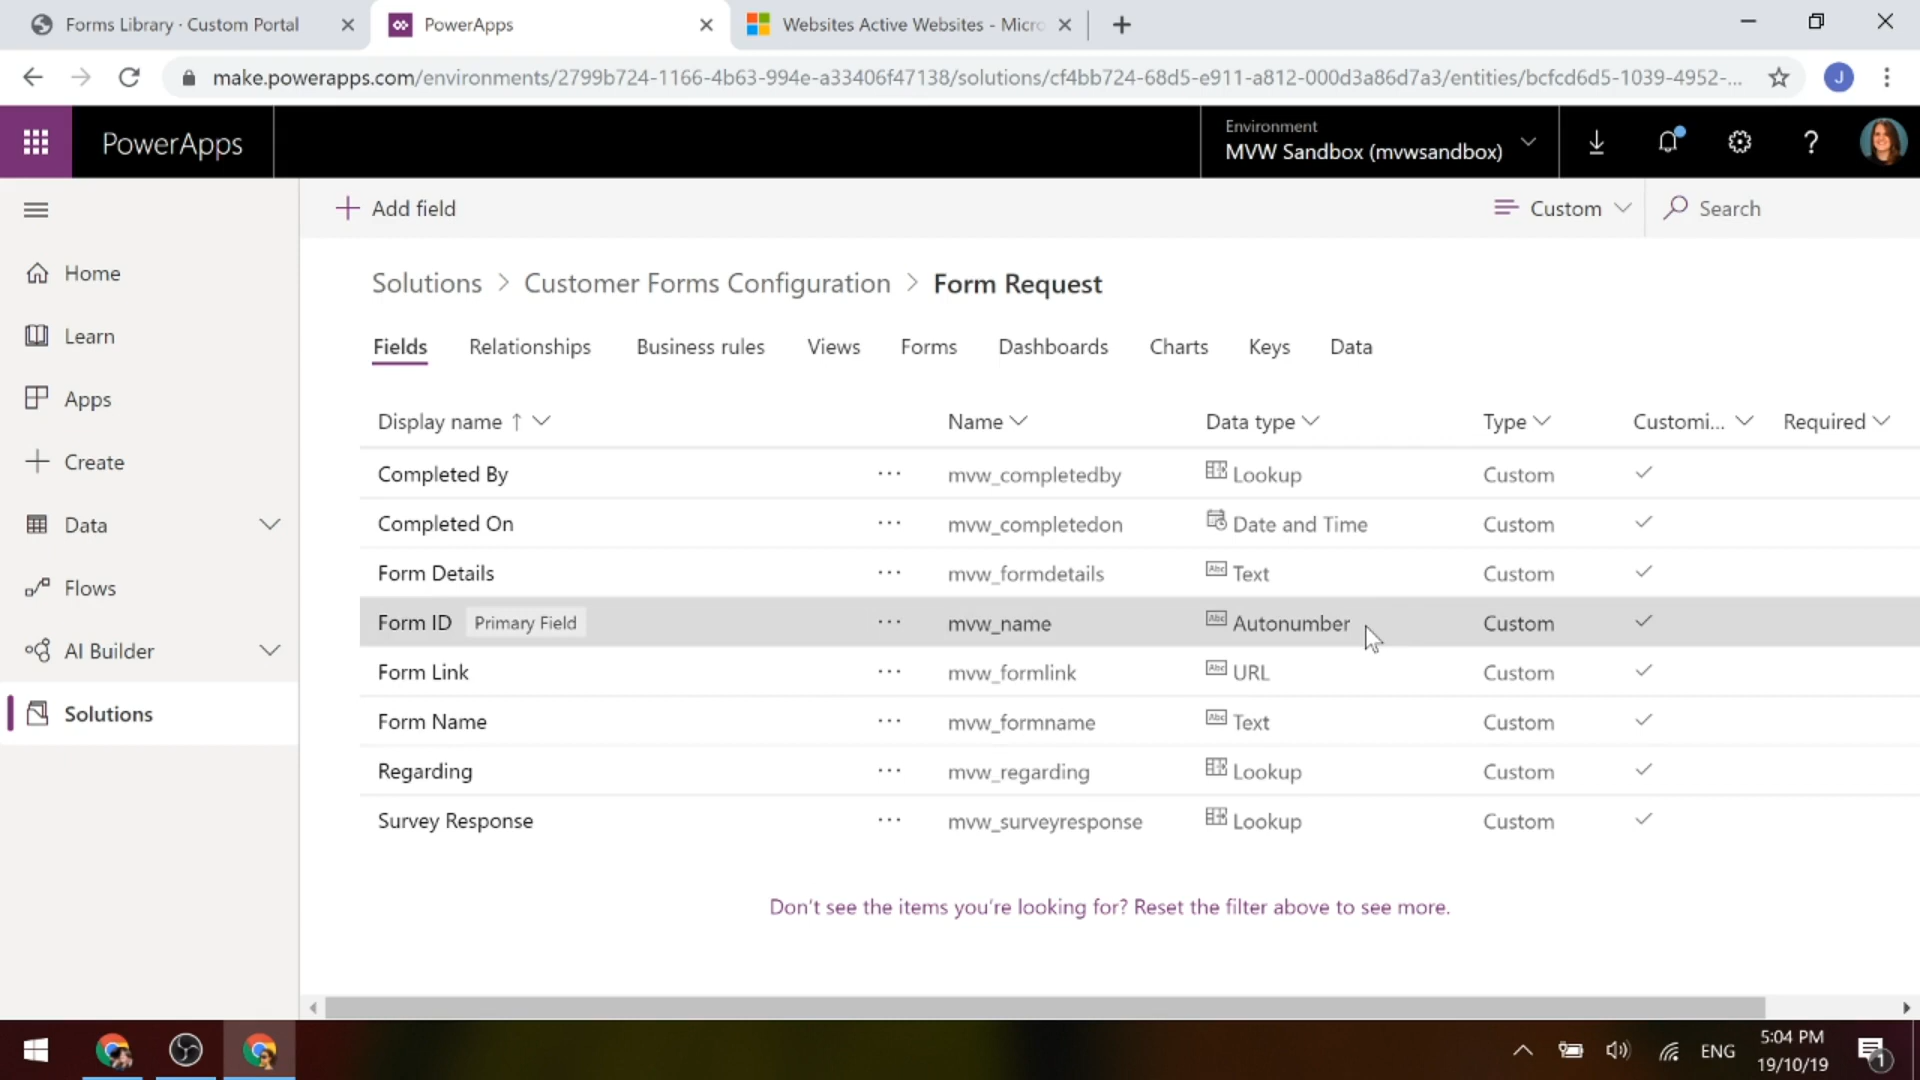 Forms Library · Custom Portal
PowerApps
Websites Active Websites - Micro
make.powerapps.com/environments/2799b724-1166-4b63-994e-a33406f47138/solutions/cf4bb724-68d5-e911-a812-000d3a86d7a3/entities/bcfcd6d5-1039-4952-...
J
PowerApps
Environment
MVW Sandbox (mvwsandbox)
?
Add field
Custom
Search
Home
Learn
Apps
Create
Data
Flows
AI Builder
Solutions
Solutions > Customer Forms Configuration > Form Request
Fields Relationships Business rules Views Forms Dashboards Charts Keys Data
Display name ↑ Name Data type Type Customi... Required
Completed By ··· mvw_completedby Lookup Custom
Completed On ··· mvw_completedon Date and Time Custom
Form Details ··· mvw_formdetails Abc Text Custom
Form ID Primary Field ··· mvw_name Abc Autonumber Custom
Form Link ··· mvw_formlink Abc URL Custom
Form Name ··· mvw_formname Abc Text Custom
Regarding ··· mvw_regarding Lookup Custom
Survey Response ··· mvw_surveyresponse Lookup Custom
Don't see the items you're looking for? Reset the filter above to see more.
ENG
5:04 PM
19/10/19
1